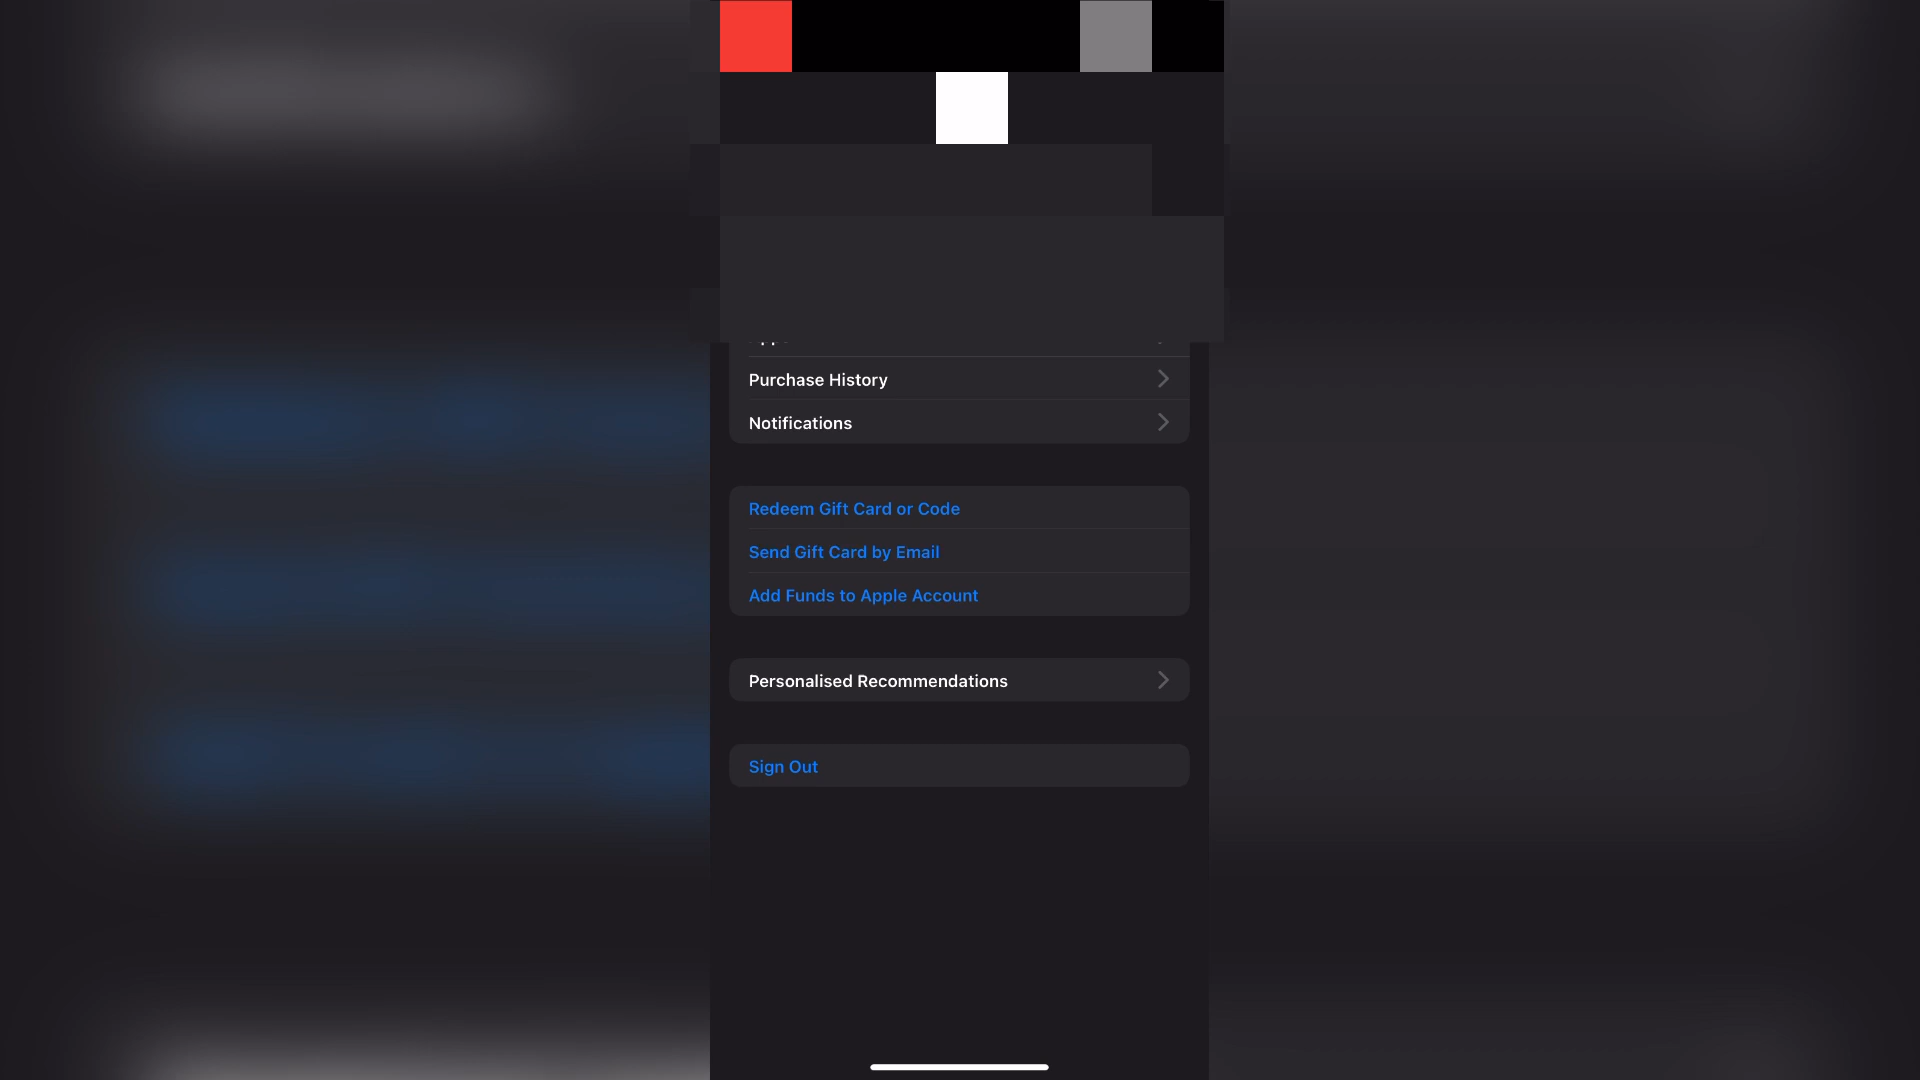 Purchase History
Notifications
Redeem Gift Card or Code
Send Gift Card by Email
Add Funds to Apple Account
Personalised Recommendations
Sign Out